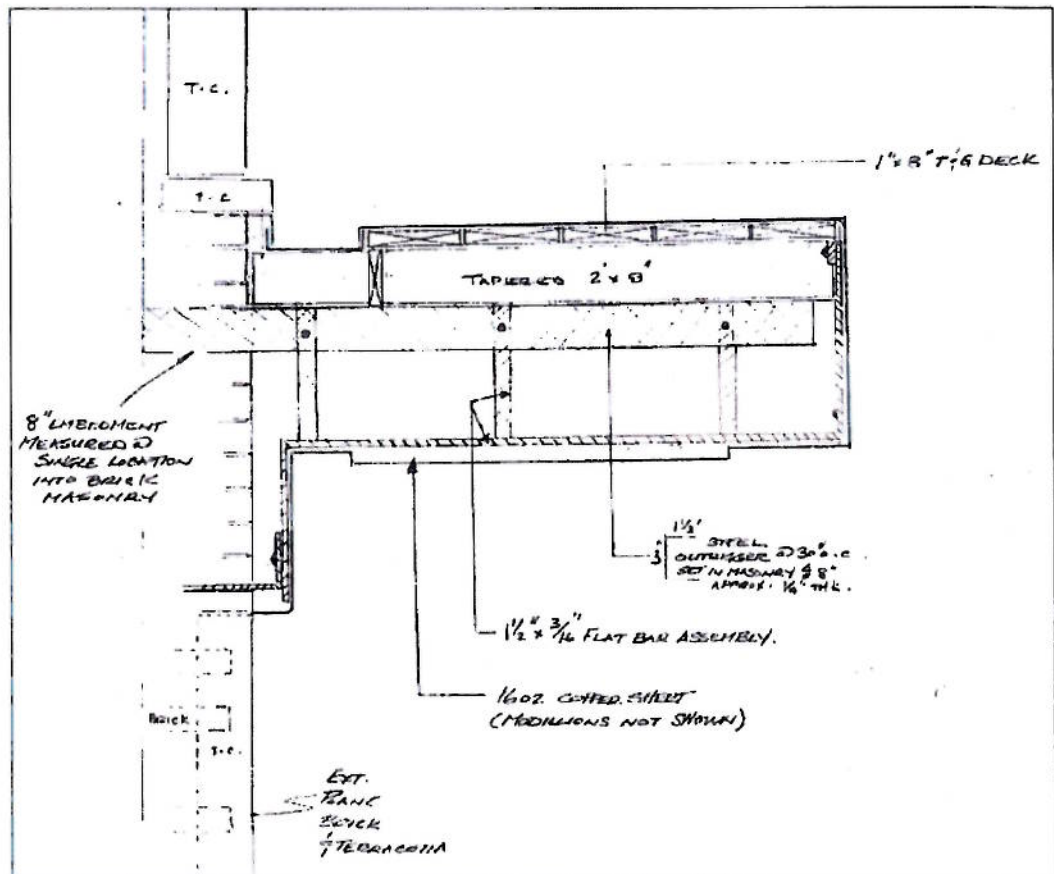 T.C.
T.C
1" x 8" T&G DECK
TAPERED 2" x 8"
8" EMBEDMENT
MEASURED @
SINGLE LOCATION
INTO BRICK
MASONRY
1½"
3"
STEEL
OUTRIGGER @ 30" o.c
SET IN MASONRY @ 8"
APPROX. ¼" THK.
1½" x 3/16" FLAT BAR ASSEMBLY.
16OZ COPPER SHEET
(MODILLIONS NOT SHOWN)
BRICK
T.C.
EXT.
PLANE
BRICK
& TERRACOTTA